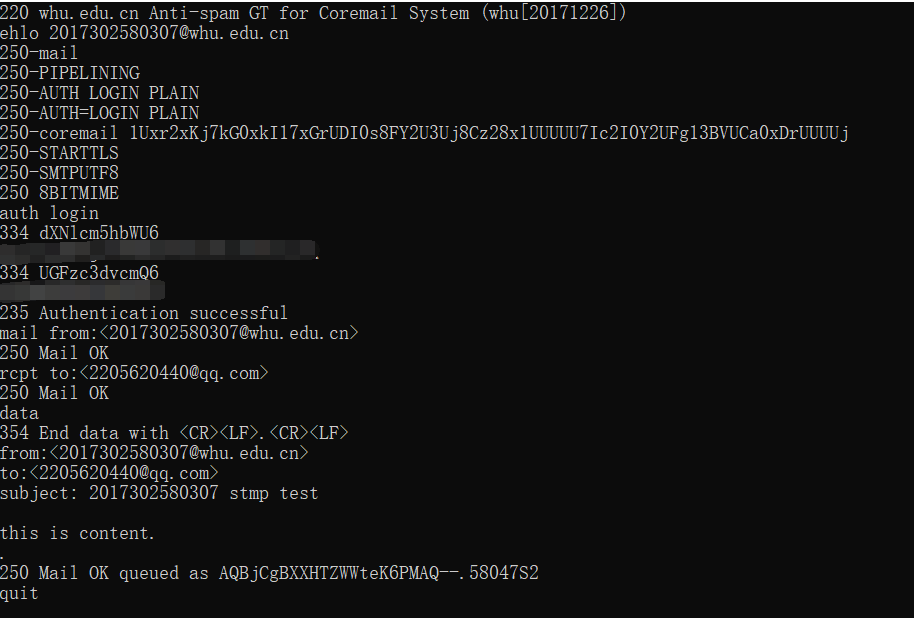 220 whu.edu.cn Anti-spam GT for Coremail System (whu[20171226])
ehlo 2017302580307@whu.edu.cn
250-mail
250-PIPELINING
250-AUTH LOGIN PLAIN
250-AUTH=LOGIN PLAIN
250-coremail 1Uxr2xKj7kG0xkI17xGrUDI0s8FY2U3Uj8Cz28x1UUUUU7Ic2I0Y2UFg13BVUCa0xDrUUUUj
250-STARTTLS
250-SMTPUTF8
250 8BITMIME
auth login
334 dXNlcm5hbWU6
334 UGFzc3dvcmQ6
235 Authentication successful
mail from:<2017302580307@whu.edu.cn>
250 Mail OK
rcpt to:<2205620440@qq.com>
250 Mail OK
data
354 End data with <CR><LF>.<CR><LF>
from:<2017302580307@whu.edu.cn>
to:<2205620440@qq.com>
subject: 2017302580307 stmp test
this is content.
.
250 Mail OK queued as AQBjCgBXXHTZWWteK6PMAQ--.58047S2
quit